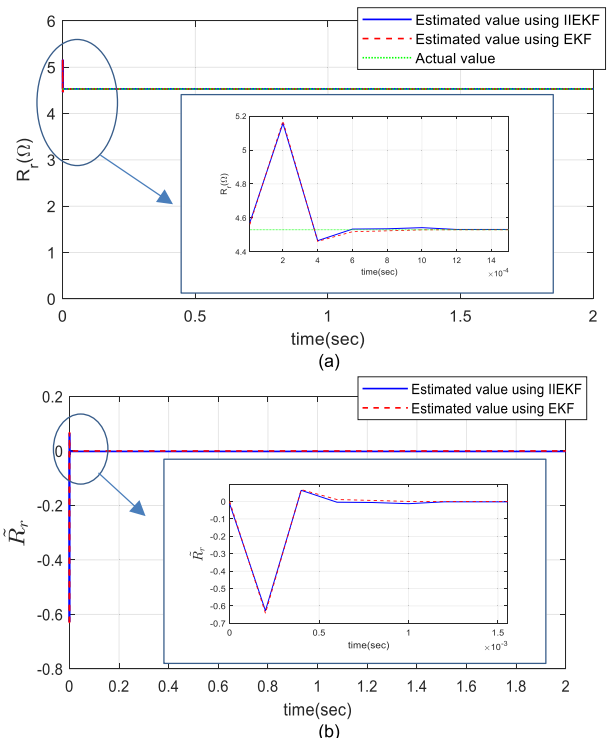 Estimated value using IIEKF
Estimated value using EKF
Actual value
6
5
4
3
2
1
0
R_r(Ω)
5.2
5
4.8
4.6
4.4
R_r(Ω)
2 4 6 8 10 12 14
time(sec)
×10⁻⁴
0 0.5 1 1.5 2
time(sec)
(a)
Estimated value using IIEKF
Estimated value using EKF
0.2
0
-0.2
-0.4
-0.6
-0.8
R̃_r
0
-0.1
-0.2
-0.3
-0.4
-0.5
-0.6
-0.7
R̃_r
0 0.5 1 1.5
time(sec)
×10⁻³
0 0.2 0.4 0.6 0.8 1 1.2 1.4 1.6 1.8 2
time(sec)
(b)